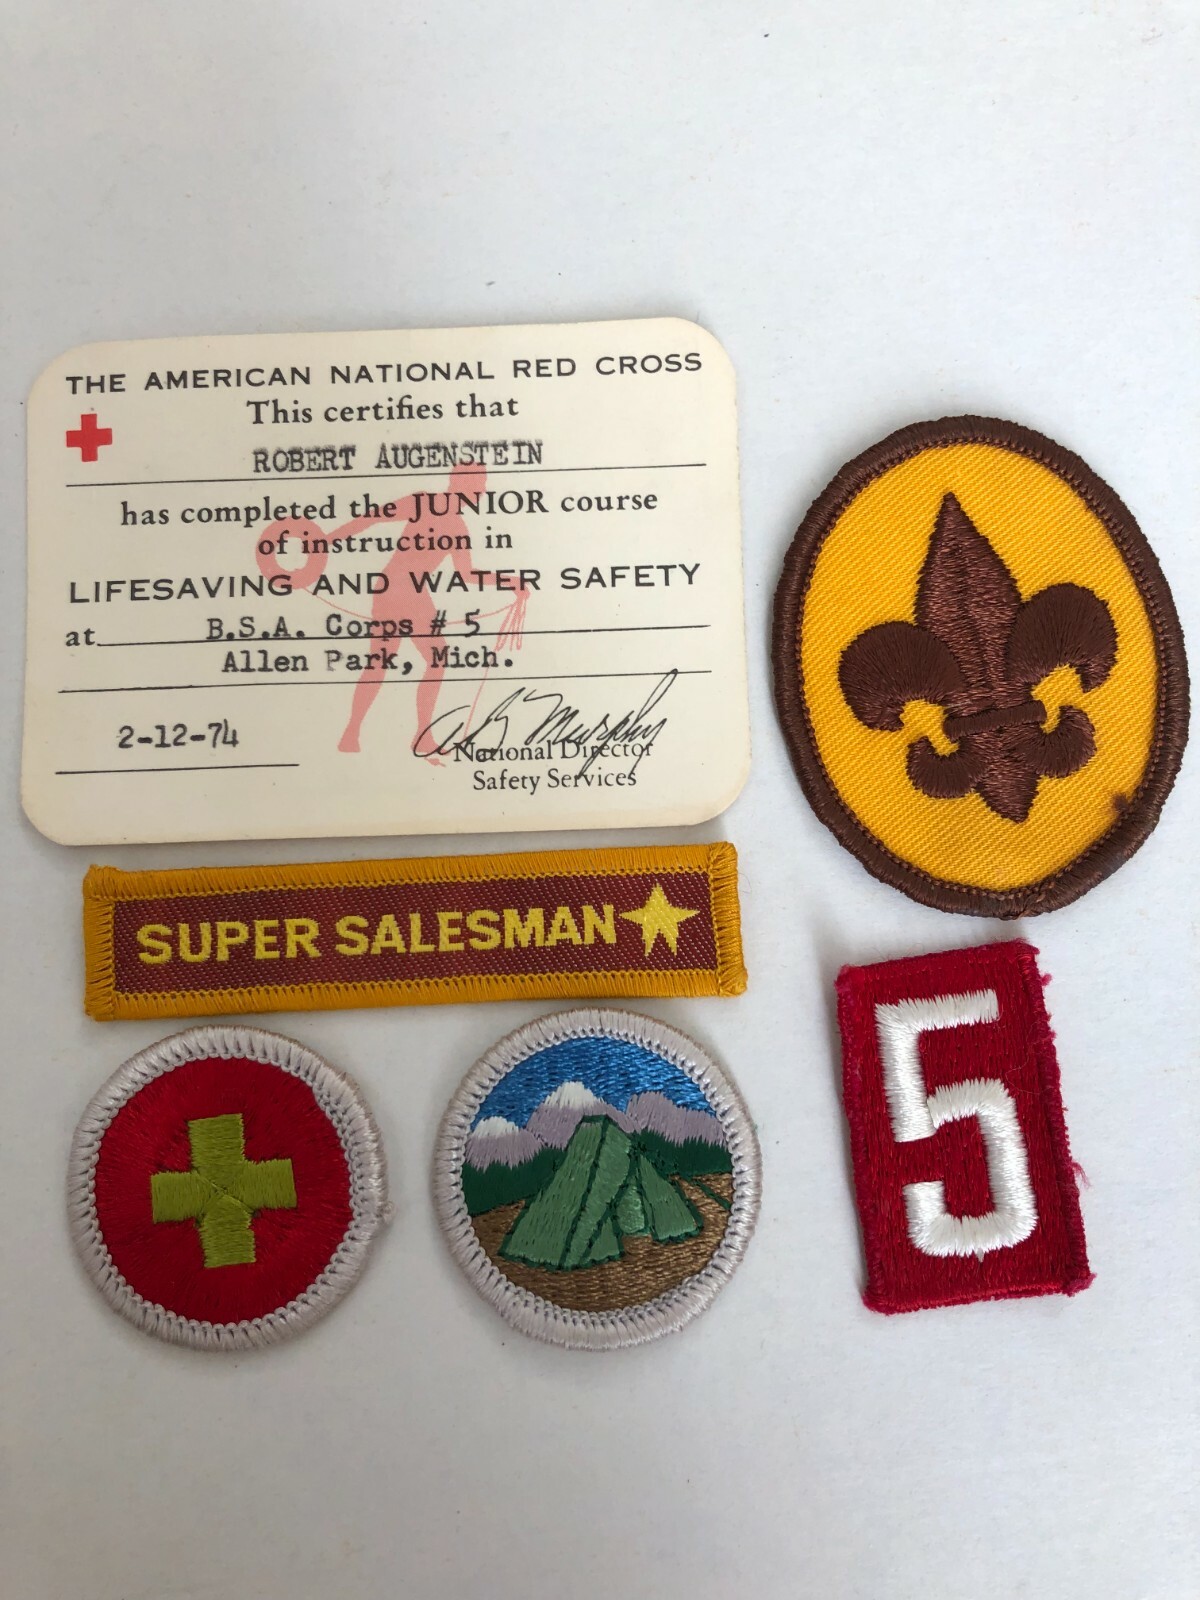 THE AMERICAN NATIONAL RED CROSS
This certifies that
ROBERT AUGENSTEIN
has completed the JUNIOR course
of instruction in
LIFESAVING AND WATER SAFETY
at B.S.A. Corps # 5
Allen Park, Mich.
2-12-74
A B Murphy
National Director
Safety Services
SUPER SALESMAN
5